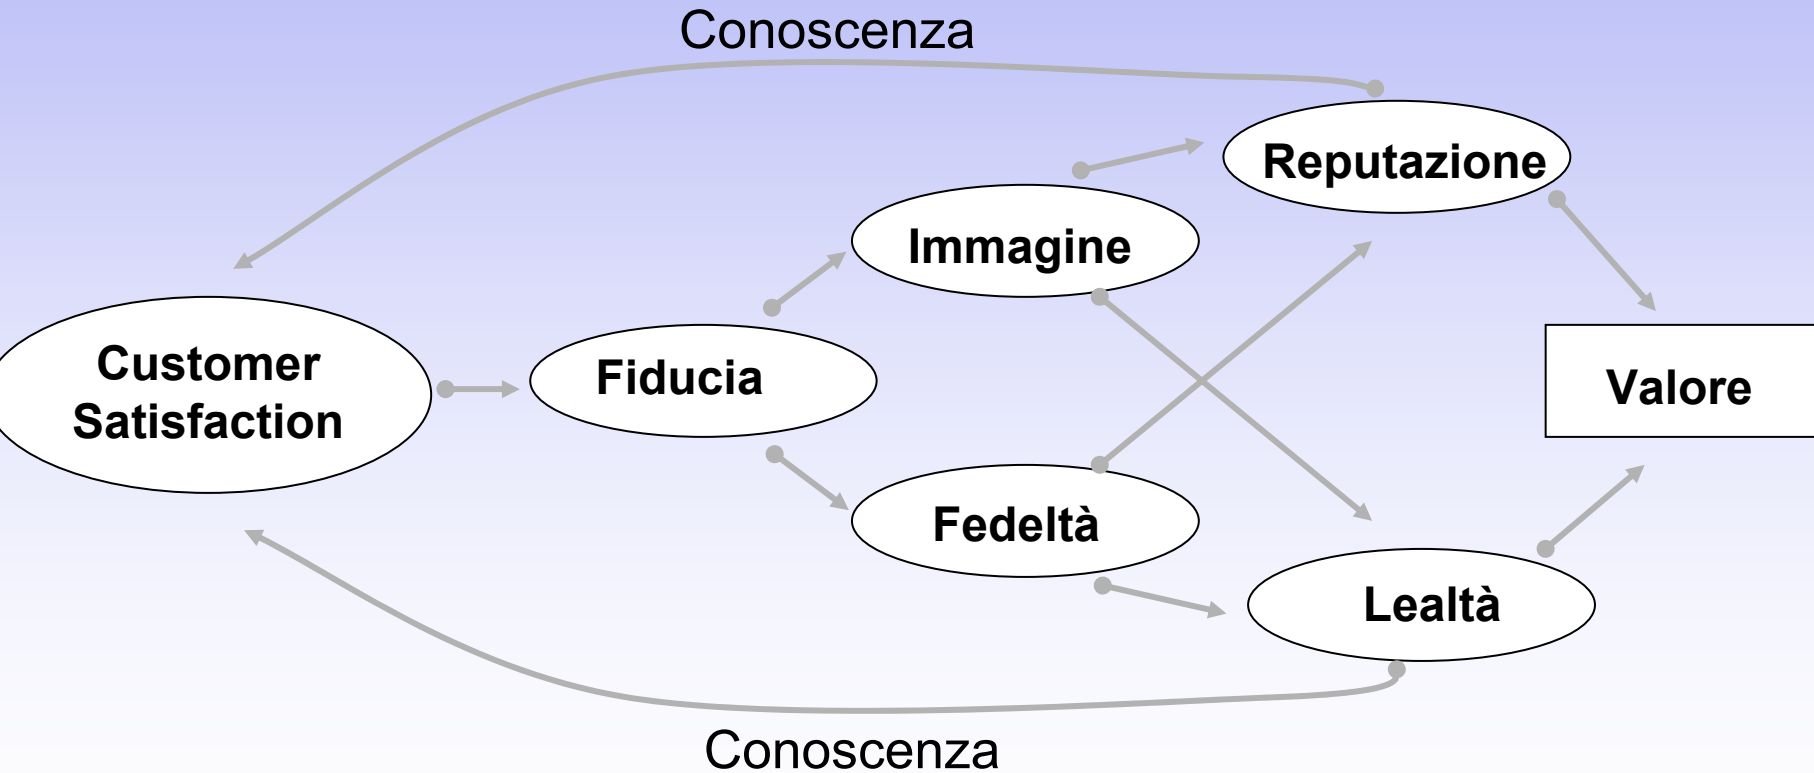 Conoscenza
Reputazione
Immagine
Customer
Satisfaction
Fiducia
Valore
Fedeltà
Lealtà
Conoscenza